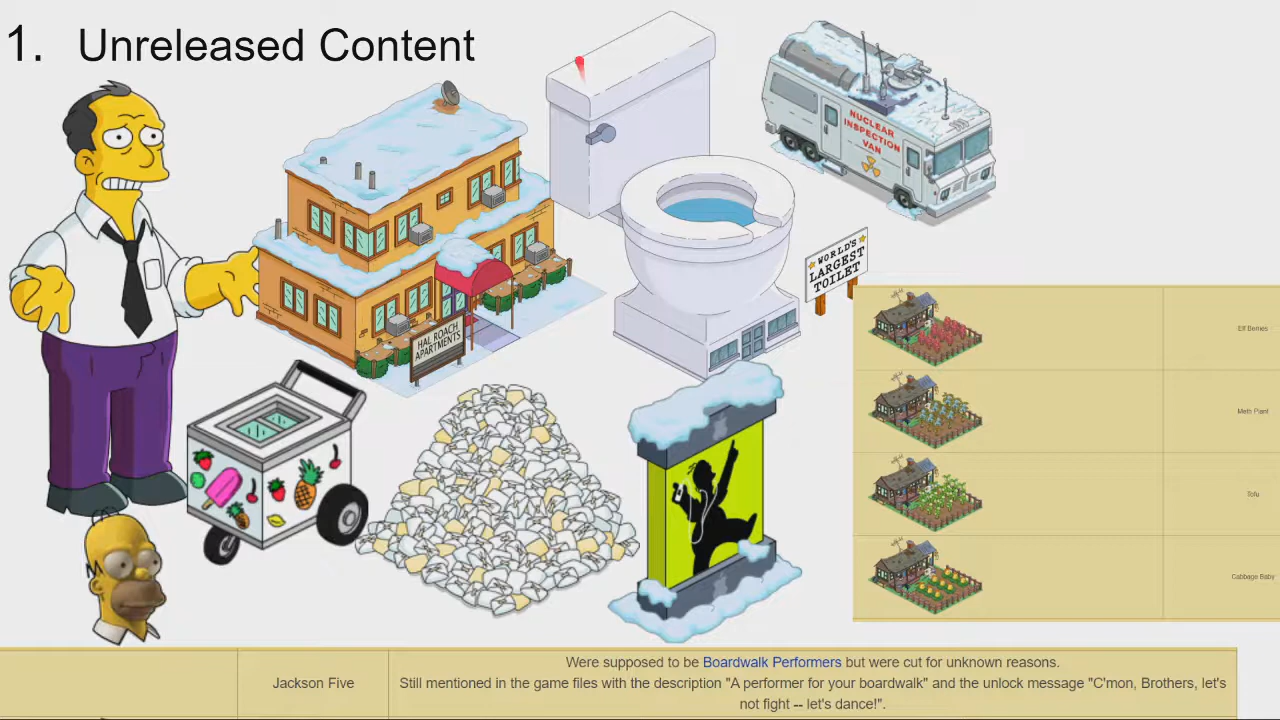 1. Unreleased Content
NUCLEAR
INSPECTION
VAN
WORLD'S
LARGEST
TOILET
HAL ROACH
APARTMENTS
Elf Berries
Meth Plant
Tofu
Cabbage Baby
Were supposed to be Boardwalk Performers but were cut for unknown reasons.
Jackson Five
Still mentioned in the game files with the description "A performer for your boardwalk" and the unlock message "C'mon, Brothers, let's
not fight -- let's dance!".